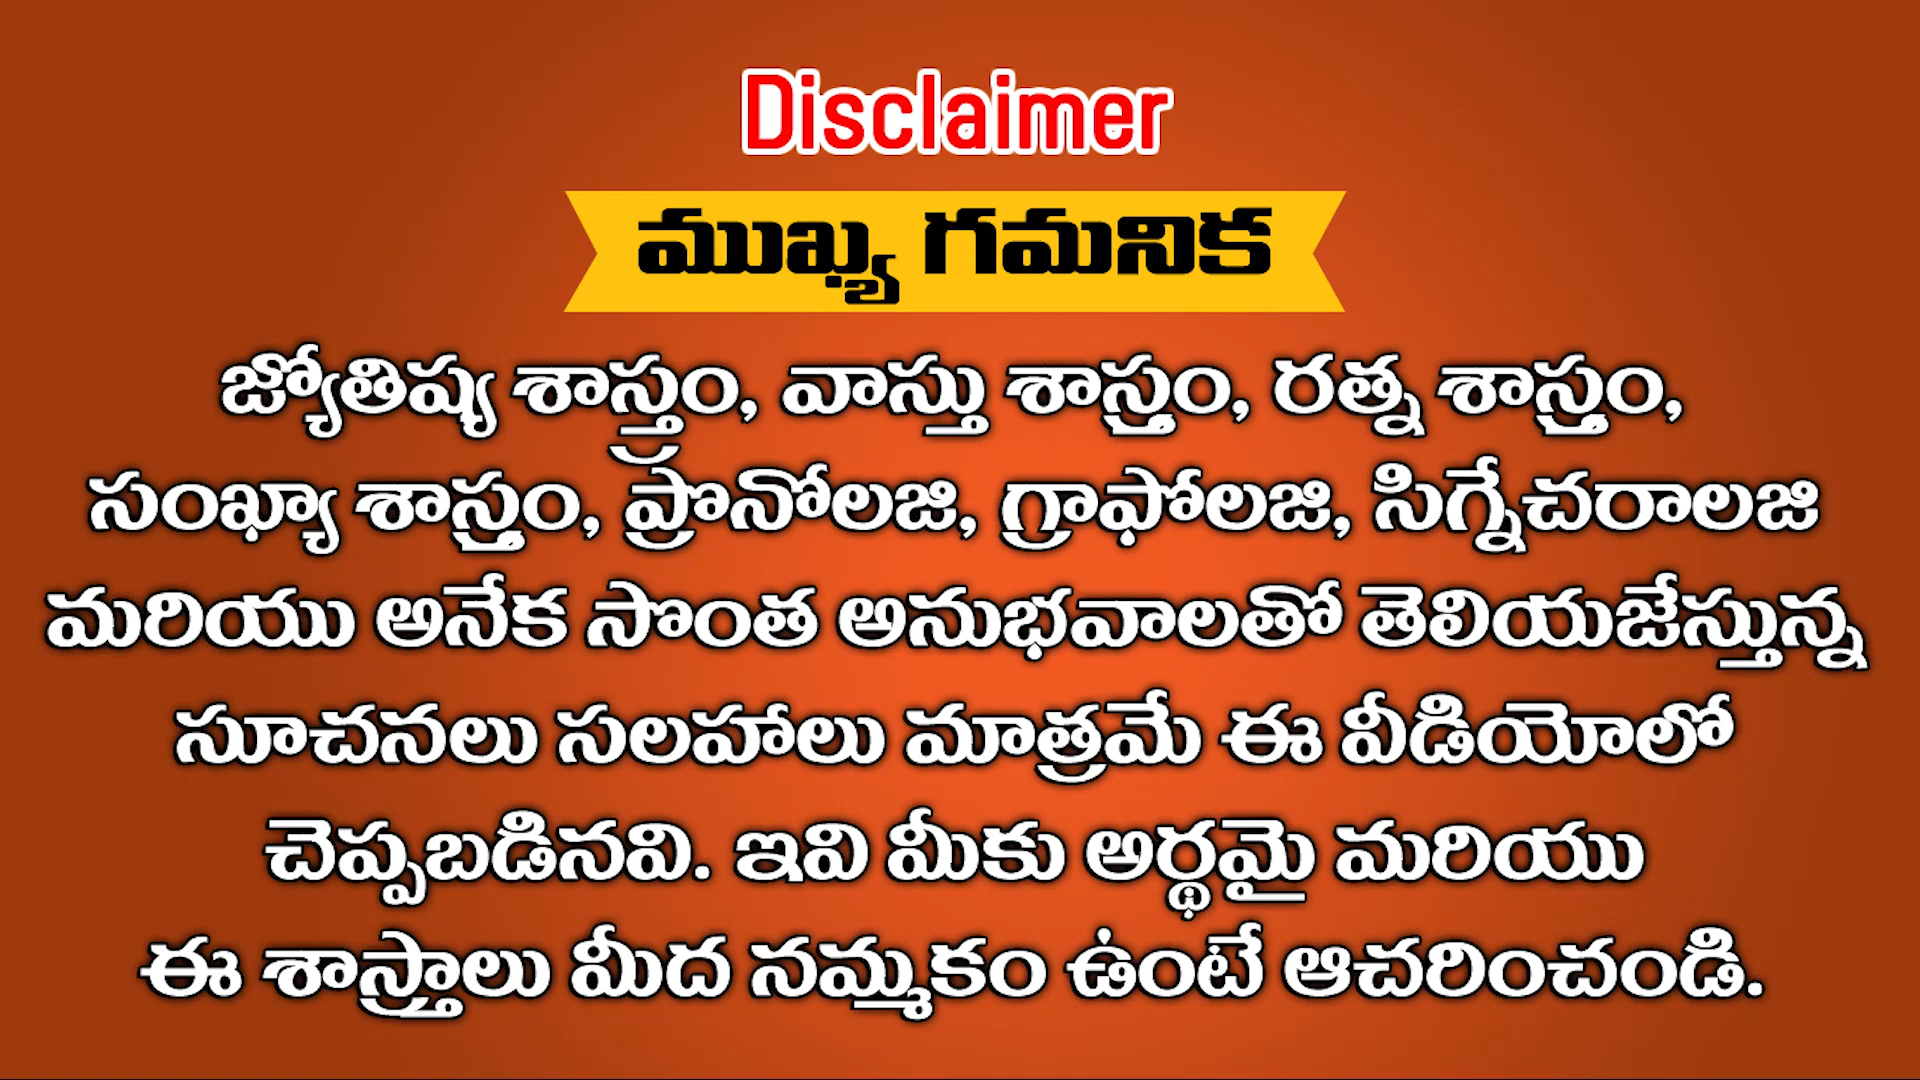 Disclaimer
ముఖ్య గమనిక
జ్యోతిష్య శాస్త్రం, వాస్తు శాస్త్రం, రత్న శాస్త్రం,
సంఖ్యా శాస్త్రం, ప్రొనోలజి, గ్రాఫోలజి, సిగ్నేచరాలజి
మరియు అనేక సొంత అనుభవాలతో తెలియజేస్తున్న
సూచనలు సలహాలు మాత్రమే ఈ వీడియోలో
చెప్పబడినవి. ఇవి మీకు అర్థమై మరియు
ఈ శాస్త్రాలు మీద నమ్మకం ఉంటే ఆచరించండి.